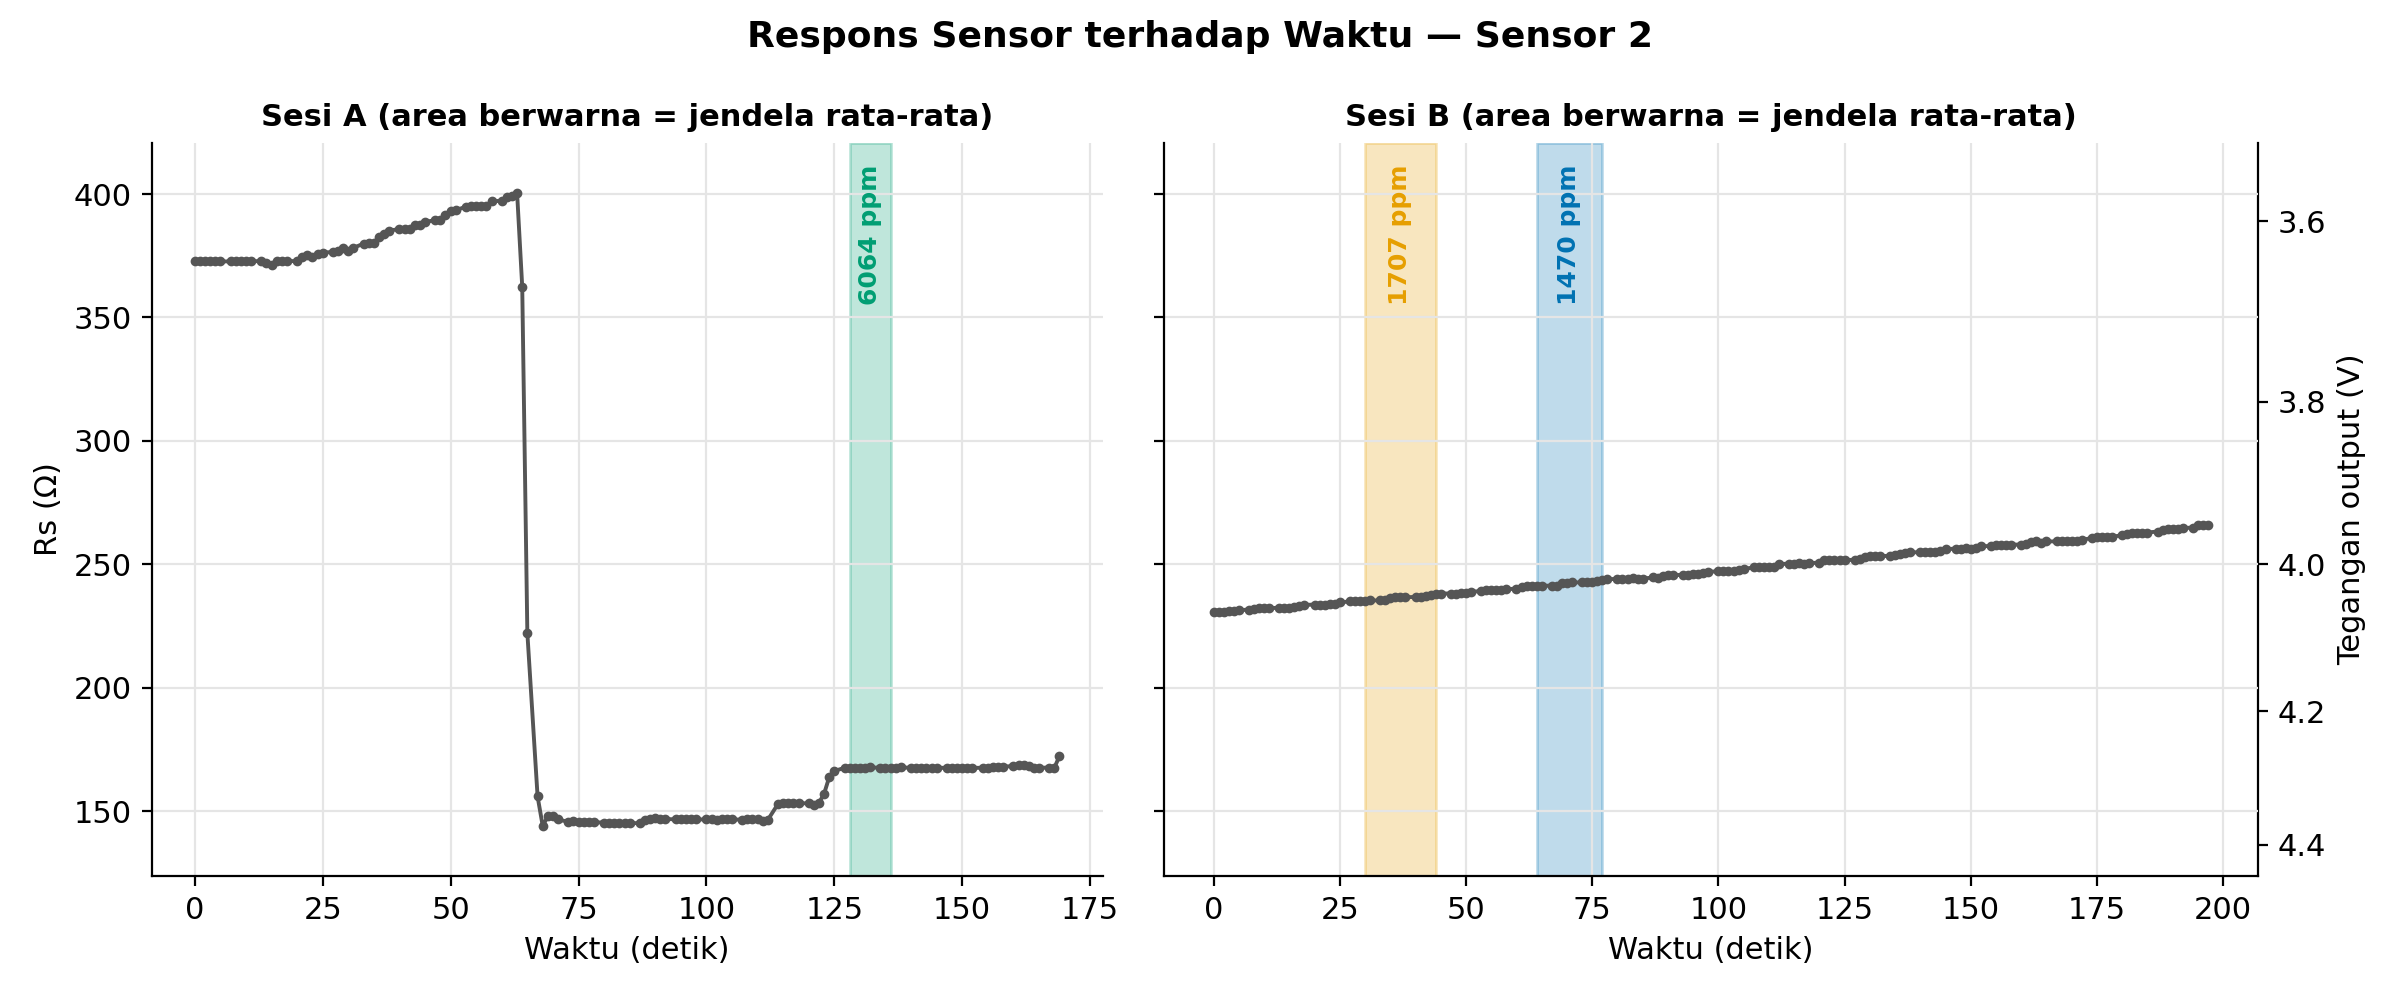 Respons Sensor terhadap Waktu — Sensor 2
Sesi A (area berwarna = jendela rata-rata)
Rs (Ω)
400
350
300
250
200
150
6064 ppm
0 25 50 75 100 125 150 175
Waktu (detik)
Sesi B (area berwarna = jendela rata-rata)
1707 ppm
1470 ppm
3.6
3.8
4.0
4.2
4.4
Tegangan output (V)
0 25 50 75 100 125 150 175 200
Waktu (detik)